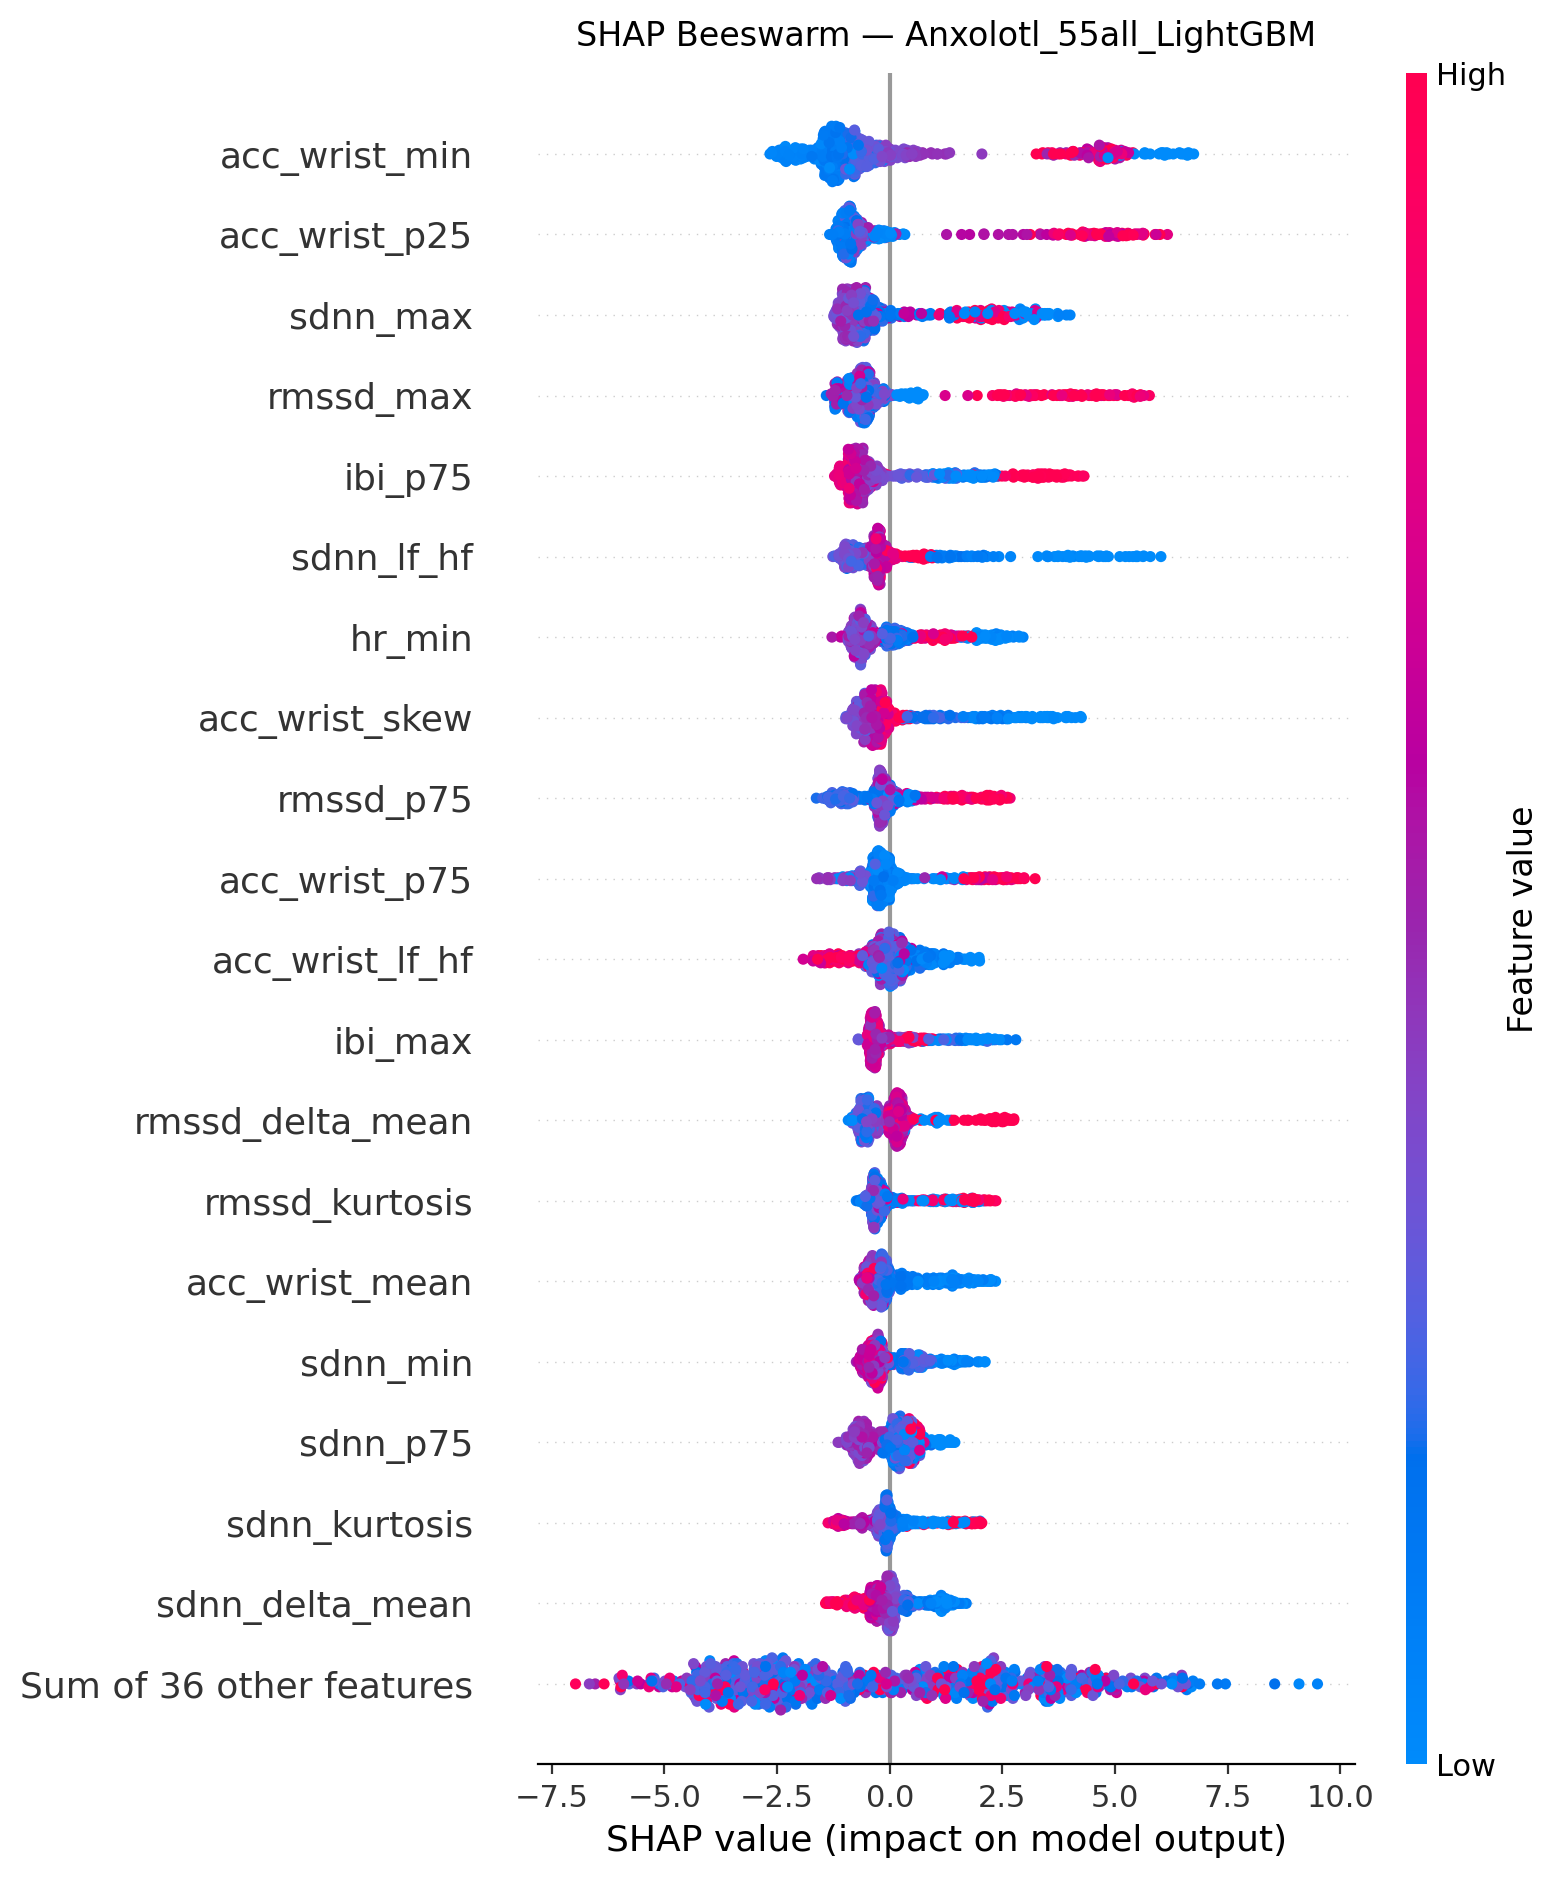 SHAP Beeswarm — Anxolotl_55all_LightGBM
High
acc_wrist_min
acc_wrist_p25
sdnn_max
rmssd_max
ibi_p75
sdnn_lf_hf
hr_min
acc_wrist_skew
rmssd_p75
acc_wrist_p75
acc_wrist_lf_hf
ibi_max
rmssd_delta_mean
rmssd_kurtosis
acc_wrist_mean
sdnn_min
sdnn_p75
sdnn_kurtosis
sdnn_delta_mean
Sum of 36 other features
Feature value
Low
−7.5 −5.0 −2.5 0.0 2.5 5.0 7.5 10.0
SHAP value (impact on model output)